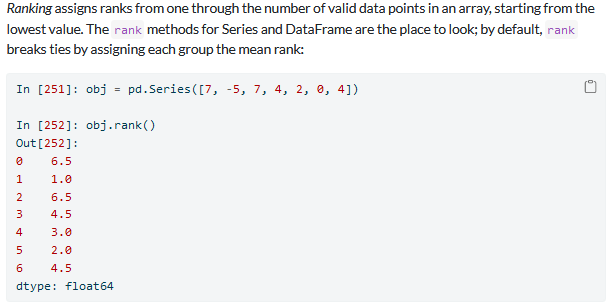 Ranking assigns ranks from one through the number of valid data points in an array, starting from the
lowest value. The rank methods for Series and DataFrame are the place to look; by default, rank
breaks ties by assigning each group the mean rank:
In [251]: obj = pd.Series([7, -5, 7, 4, 2, 0, 4])
In [252]: obj.rank()
Out[252]:
0    6.5
1    1.0
2    6.5
3    4.5
4    3.0
5    2.0
6    4.5
dtype: float64